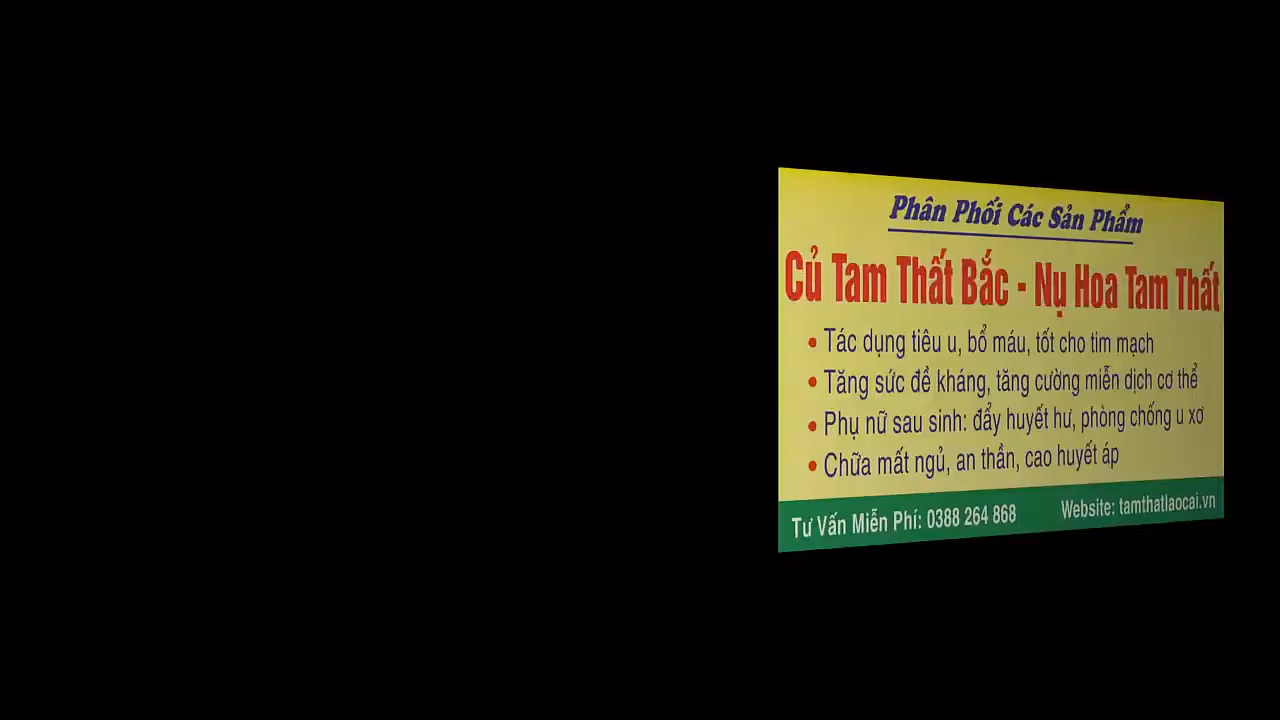 Phân Phối Các Sản Phẩm
Củ Tam Thất Bắc - Nụ Hoa Tam Thất
• Tác dụng tiêu u, bổ máu, tốt cho tim mạch
• Tăng sức đề kháng, tăng cường miễn dịch cơ thể
• Phụ nữ sau sinh: đẩy huyết hư, phòng chống u xơ
• Chữa mất ngủ, an thần, cao huyết áp
Tư Vấn Miễn Phí: 0388 264 868 Website: tamthatlaocai.vn